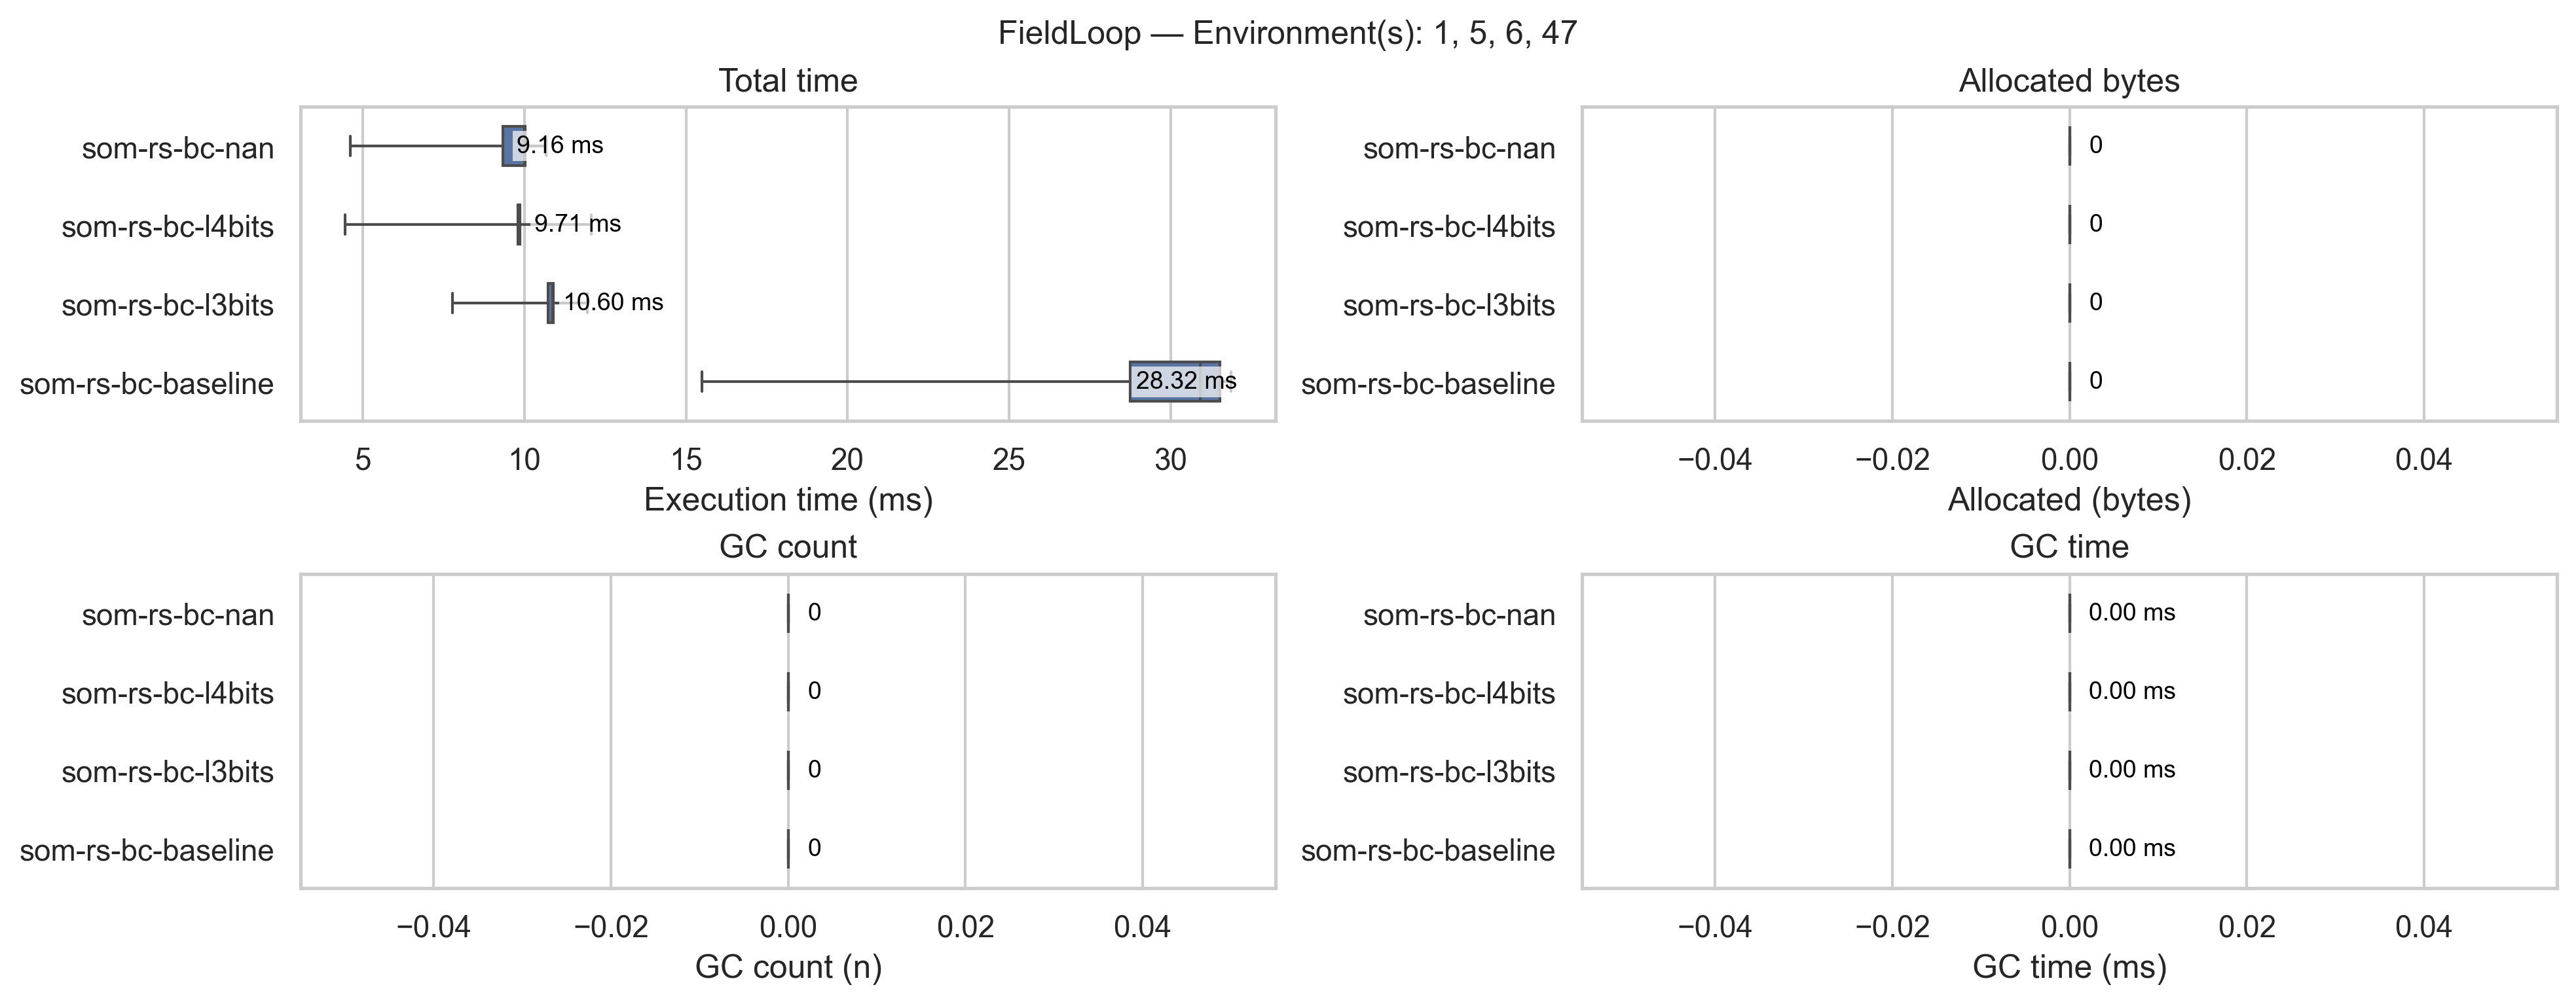 FieldLoop — Environment(s): 1, 5, 6, 47
Total time
som-rs-bc-nan
9.16 ms
som-rs-bc-l4bits
9.71 ms
som-rs-bc-l3bits
10.60 ms
som-rs-bc-baseline
28.32 ms
5 10 15 20 25 30
Execution time (ms)
Allocated bytes
som-rs-bc-nan
0
som-rs-bc-l4bits
0
som-rs-bc-l3bits
0
som-rs-bc-baseline
0
−0.04 −0.02 0.00 0.02 0.04
Allocated (bytes)
GC count
som-rs-bc-nan
0
som-rs-bc-l4bits
0
som-rs-bc-l3bits
0
som-rs-bc-baseline
0
−0.04 −0.02 0.00 0.02 0.04
GC count (n)
GC time
som-rs-bc-nan
0.00 ms
som-rs-bc-l4bits
0.00 ms
som-rs-bc-l3bits
0.00 ms
som-rs-bc-baseline
0.00 ms
−0.04 −0.02 0.00 0.02 0.04
GC time (ms)